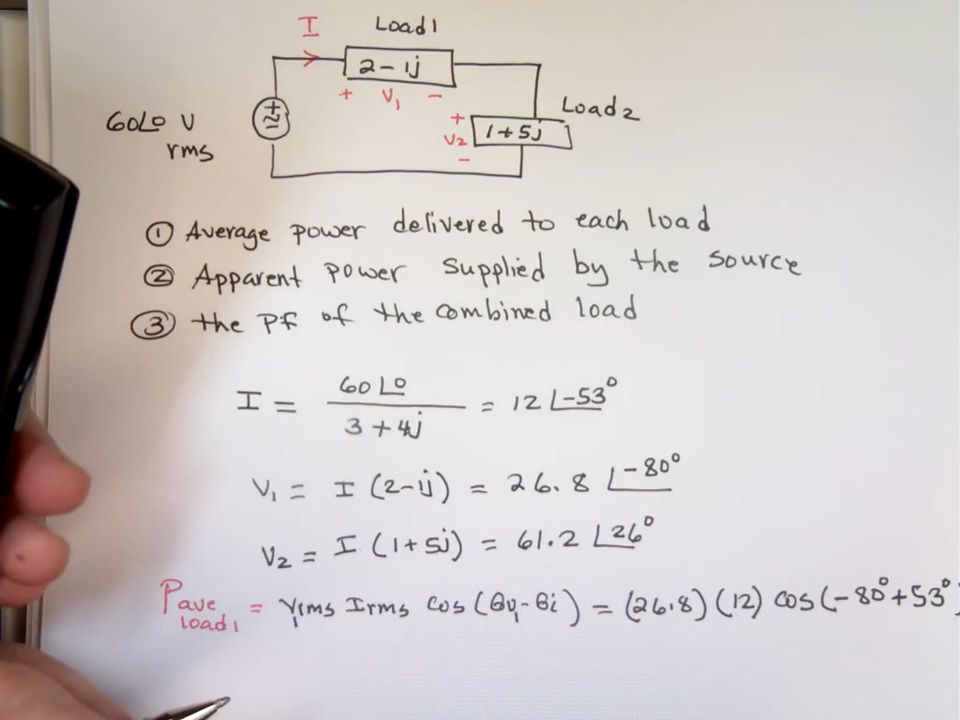 I Load1
2-1j
+ V1 -
60∠0 V
rms
+
-
+
V2
-
1+5j
Load2
① Average power delivered to each load
② Apparent power supplied by the source
③ the PF of the combined load
I = 60∠0 / 3+4j = 12∠-53°
V1 = I (2-1j) = 26.8 ∠-80°
V2 = I (1+5j) = 61.2 ∠26°
Pave load1 = Vrms Irms cos(θv-θi) = (26.8)(12) cos(-80°+53°)